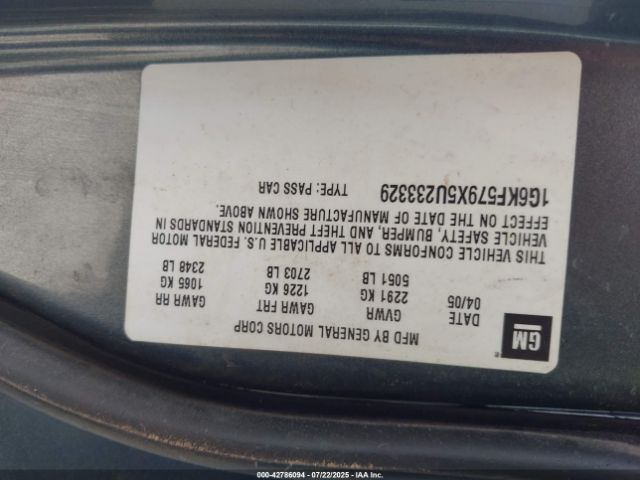 GM
MFD BY GENERAL MOTORS CORP
DATE GVWR GAWR FRT GAWR RR
04/05 2291 KG 1226 KG 1065 KG
5051 LB 2703 LB 2348 LB
THIS VEHICLE CONFORMS TO ALL APPLICABLE U.S. FEDERAL MOTOR
VEHICLE SAFETY, BUMPER, AND THEFT PREVENTION STANDARDS IN
EFFECT ON THE DATE OF MANUFACTURE SHOWN ABOVE.
1G6KF579X5U233329 TYPE: PASS CAR
000-42786094 - 07/22/2025 - IAAI.COM